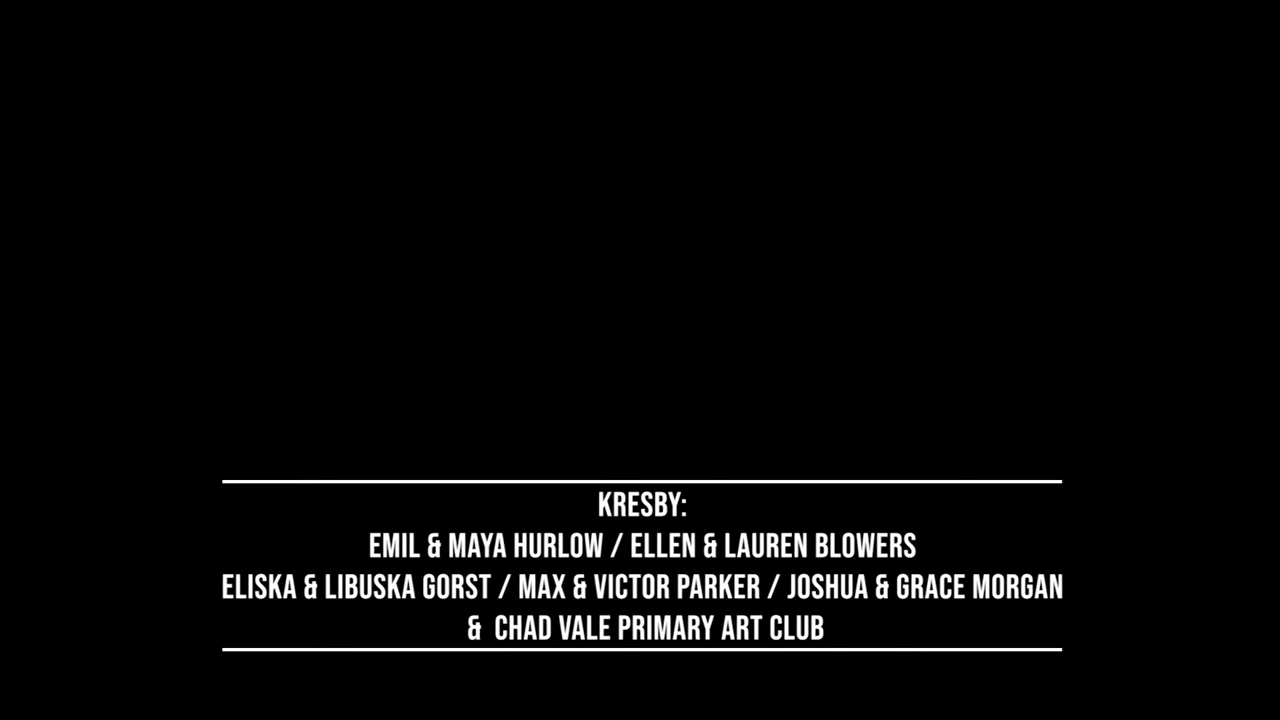 KRESBY:
EMIL & MAYA HURLOW / ELLEN & LAUREN BLOWERS
ELISKA & LIBUSKA GORST / MAX & VICTOR PARKER / JOSHUA & GRACE MORGAN
& CHAD VALE PRIMARY ART CLUB